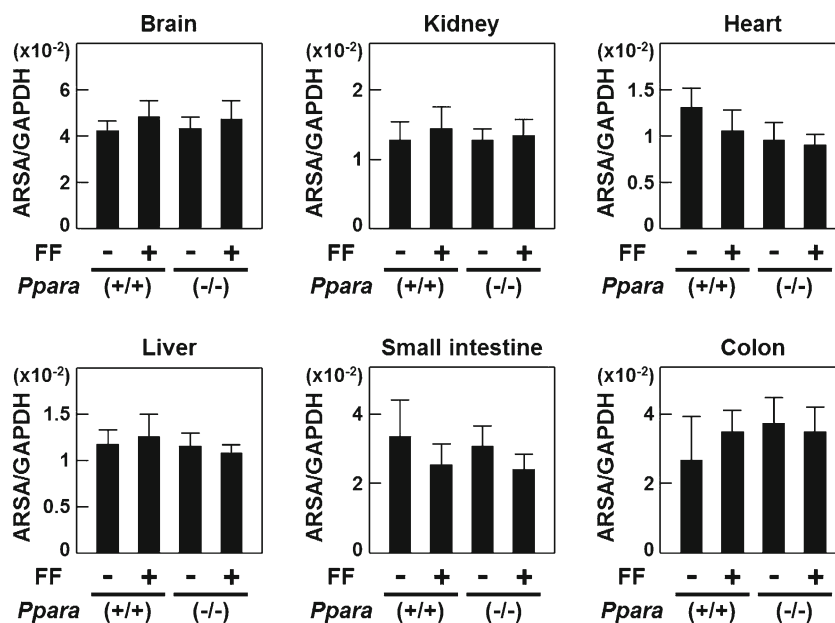 Brain
(x10-2)
ARSA/GAPDH
6
4
2
0
FF - + - +
Ppara (+/+) (-/-)
Kidney
(x10-2)
ARSA/GAPDH
2
1
0
FF - + - +
Ppara (+/+) (-/-)
Heart
(x10-2)
ARSA/GAPDH
1.5
1
0.5
0
FF - + - +
Ppara (+/+) (-/-)
Liver
(x10-2)
ARSA/GAPDH
1.5
1
0.5
0
FF - + - +
Ppara (+/+) (-/-)
Small intestine
(x10-2)
ARSA/GAPDH
4
2
0
FF - + - +
Ppara (+/+) (-/-)
Colon
(x10-2)
ARSA/GAPDH
4
2
0
FF - + - +
Ppara (+/+) (-/-)